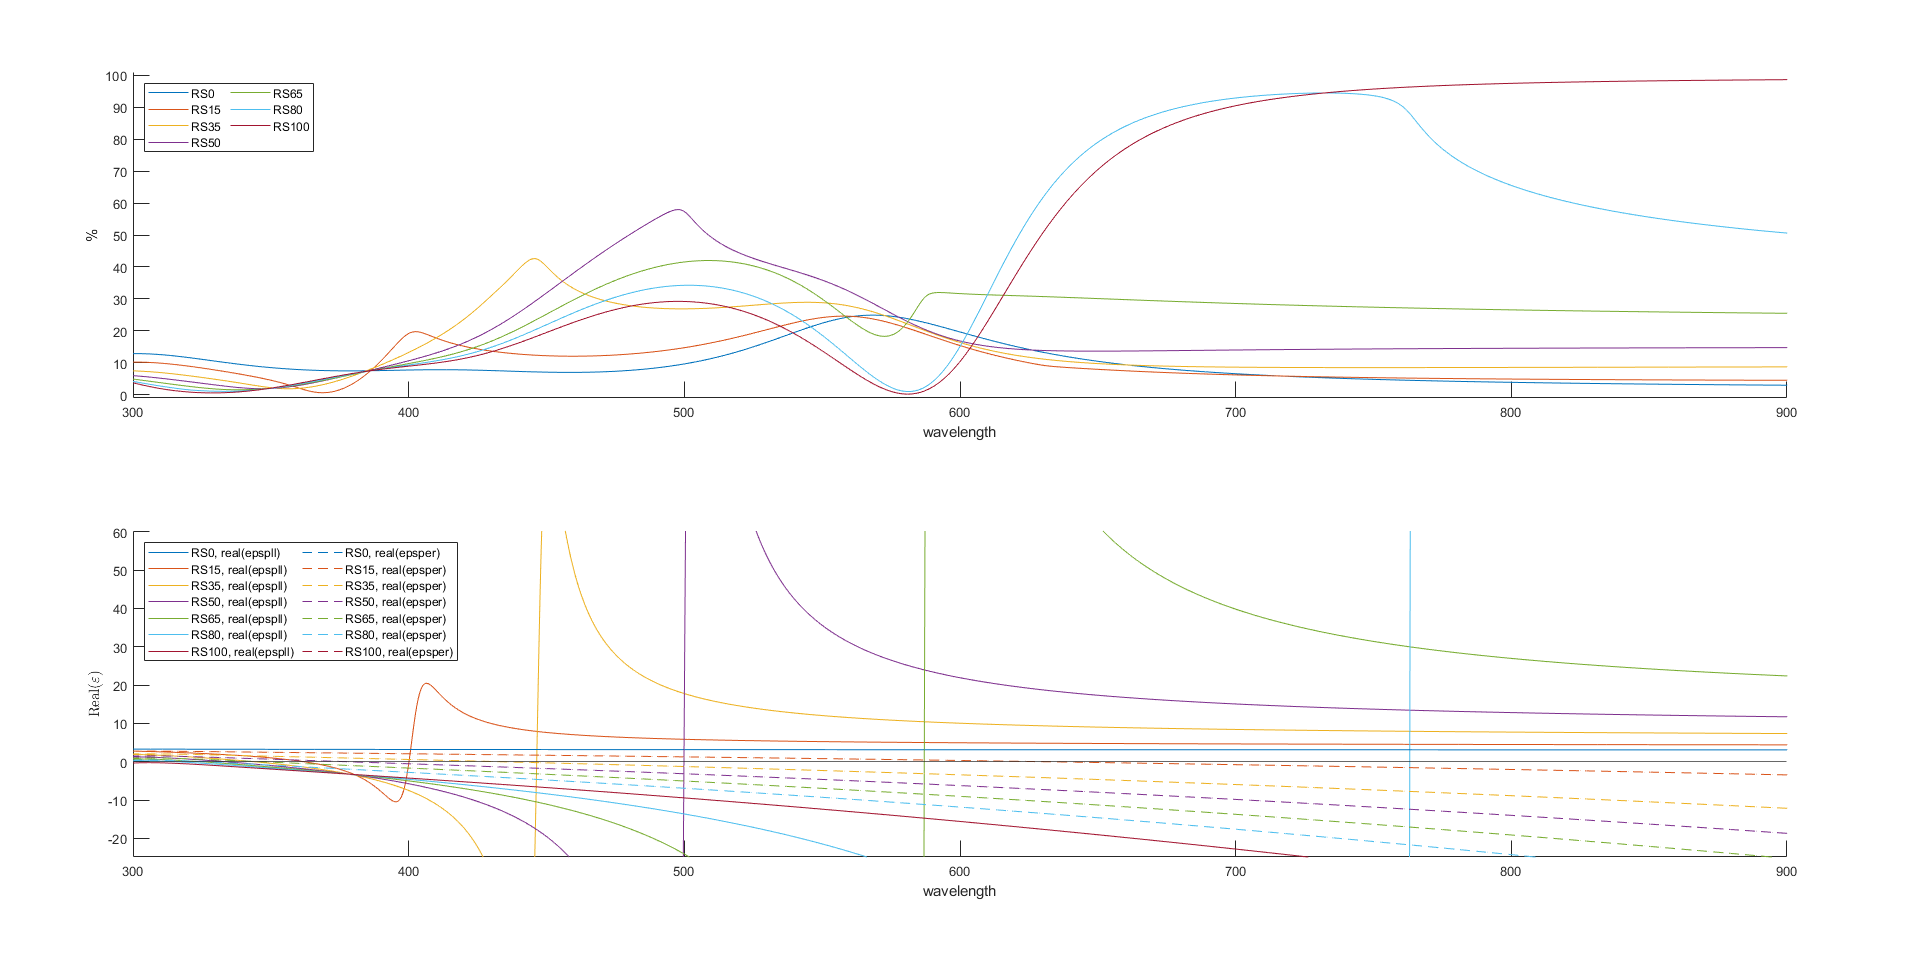 100
90
80
70
60
50
40
30
20
10
0
%
RS0 RS65
RS15 RS80
RS35 RS100
RS50
300 400 500 600 700 800 900
wavelength
60
50
40
30
20
10
0
-10
-20
Real(ε)
RS0, real(epspll) RS0, real(epsper)
RS15, real(epspll) RS15, real(epsper)
RS35, real(epspll) RS35, real(epsper)
RS50, real(epspll) RS50, real(epsper)
RS65, real(epspll) RS65, real(epsper)
RS80, real(epspll) RS80, real(epsper)
RS100, real(epspll) RS100, real(epsper)
300 400 500 600 700 800 900
wavelength